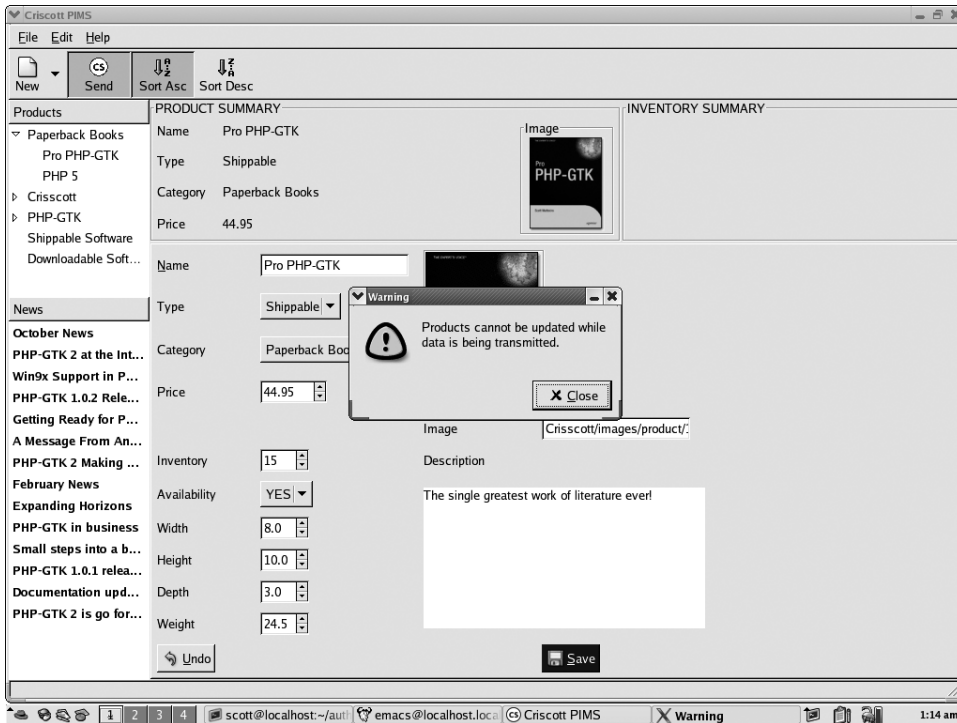 Criscott PIMS
File Edit Help
New Send Sort Asc Sort Desc
Products
Paperback Books
Pro PHP-GTK
PHP 5
Crisscott
PHP-GTK
Shippable Software
Downloadable Soft...
News
October News
PHP-GTK 2 at the Int...
Win9x Support in P...
PHP-GTK 1.0.2 Rele...
Getting Ready for P...
A Message From An...
PHP-GTK 2 Making ...
February News
Expanding Horizons
PHP-GTK in business
Small steps into a b...
PHP-GTK 1.0.1 relea...
Documentation upd...
PHP-GTK 2 is go for...
PRODUCT SUMMARY
Name Pro PHP-GTK
Type Shippable
Category Paperback Books
Price 44.95
Image
Pro
PHP-GTK
INVENTORY SUMMARY
Name Pro PHP-GTK
Type Shippable
Category Paperback Boo
Price 44.95
Warning
Products cannot be updated while
data is being transmitted.
Close
Image Crisscott/images/product/
Inventory 15
Description
Availability YES
The single greatest work of literature ever!
Width 8.0
Height 10.0
Depth 3.0
Weight 24.5
Undo
Save
1 2 3 4 scott@localhost:~/aut emacs@localhost.loca Criscott PIMS Warning 1:14 am